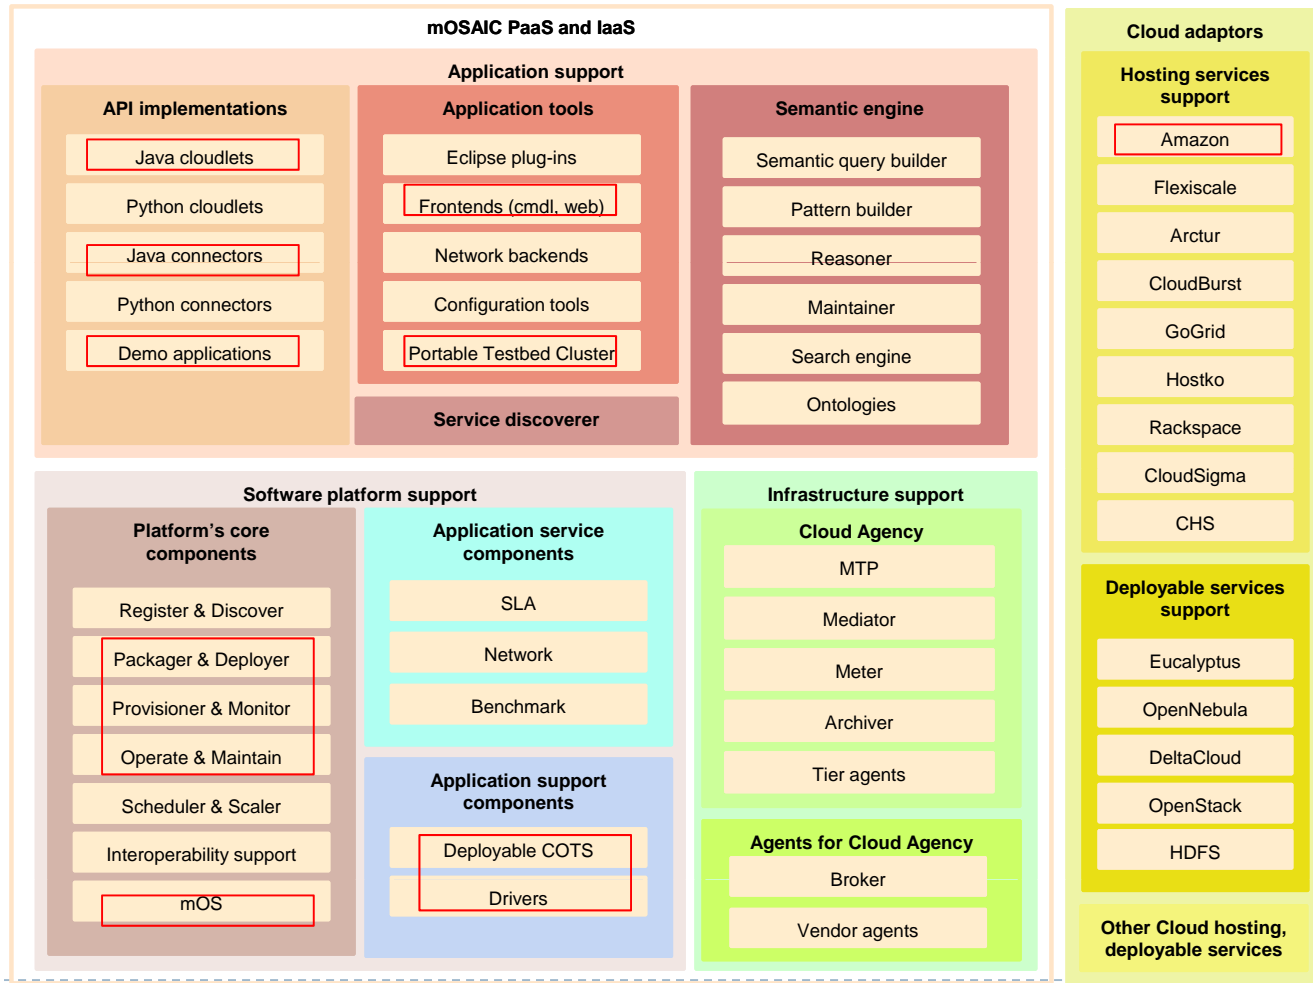 mOSAIC PaaS and IaaS
Application support
API implementations
Java cloudlets
Python cloudlets
Java connectors
Python connectors
Demo applications
Application tools
Eclipse plug-ins
Frontends (cmdl, web)
Network backends
Configuration tools
Portable Testbed Cluster
Service discoverer
Semantic engine
Semantic query builder
Pattern builder
Reasoner
Maintainer
Search engine
Ontologies
Software platform support
Platform’s core
components
Register & Discover
Packager & Deployer
Provisioner & Monitor
Operate & Maintain
Scheduler & Scaler
Interoperability support
mOS
Application service
components
SLA
Network
Benchmark
Application support
components
Deployable COTS
Drivers
Infrastructure support
Cloud Agency
MTP
Mediator
Meter
Archiver
Tier agents
Agents for Cloud Agency
Broker
Vendor agents
Cloud adaptors
Hosting services
support
Amazon
Flexiscale
Arctur
CloudBurst
GoGrid
Hostko
Rackspace
CloudSigma
CHS
Deployable services
support
Eucalyptus
OpenNebula
DeltaCloud
OpenStack
HDFS
Other Cloud hosting,
deployable services